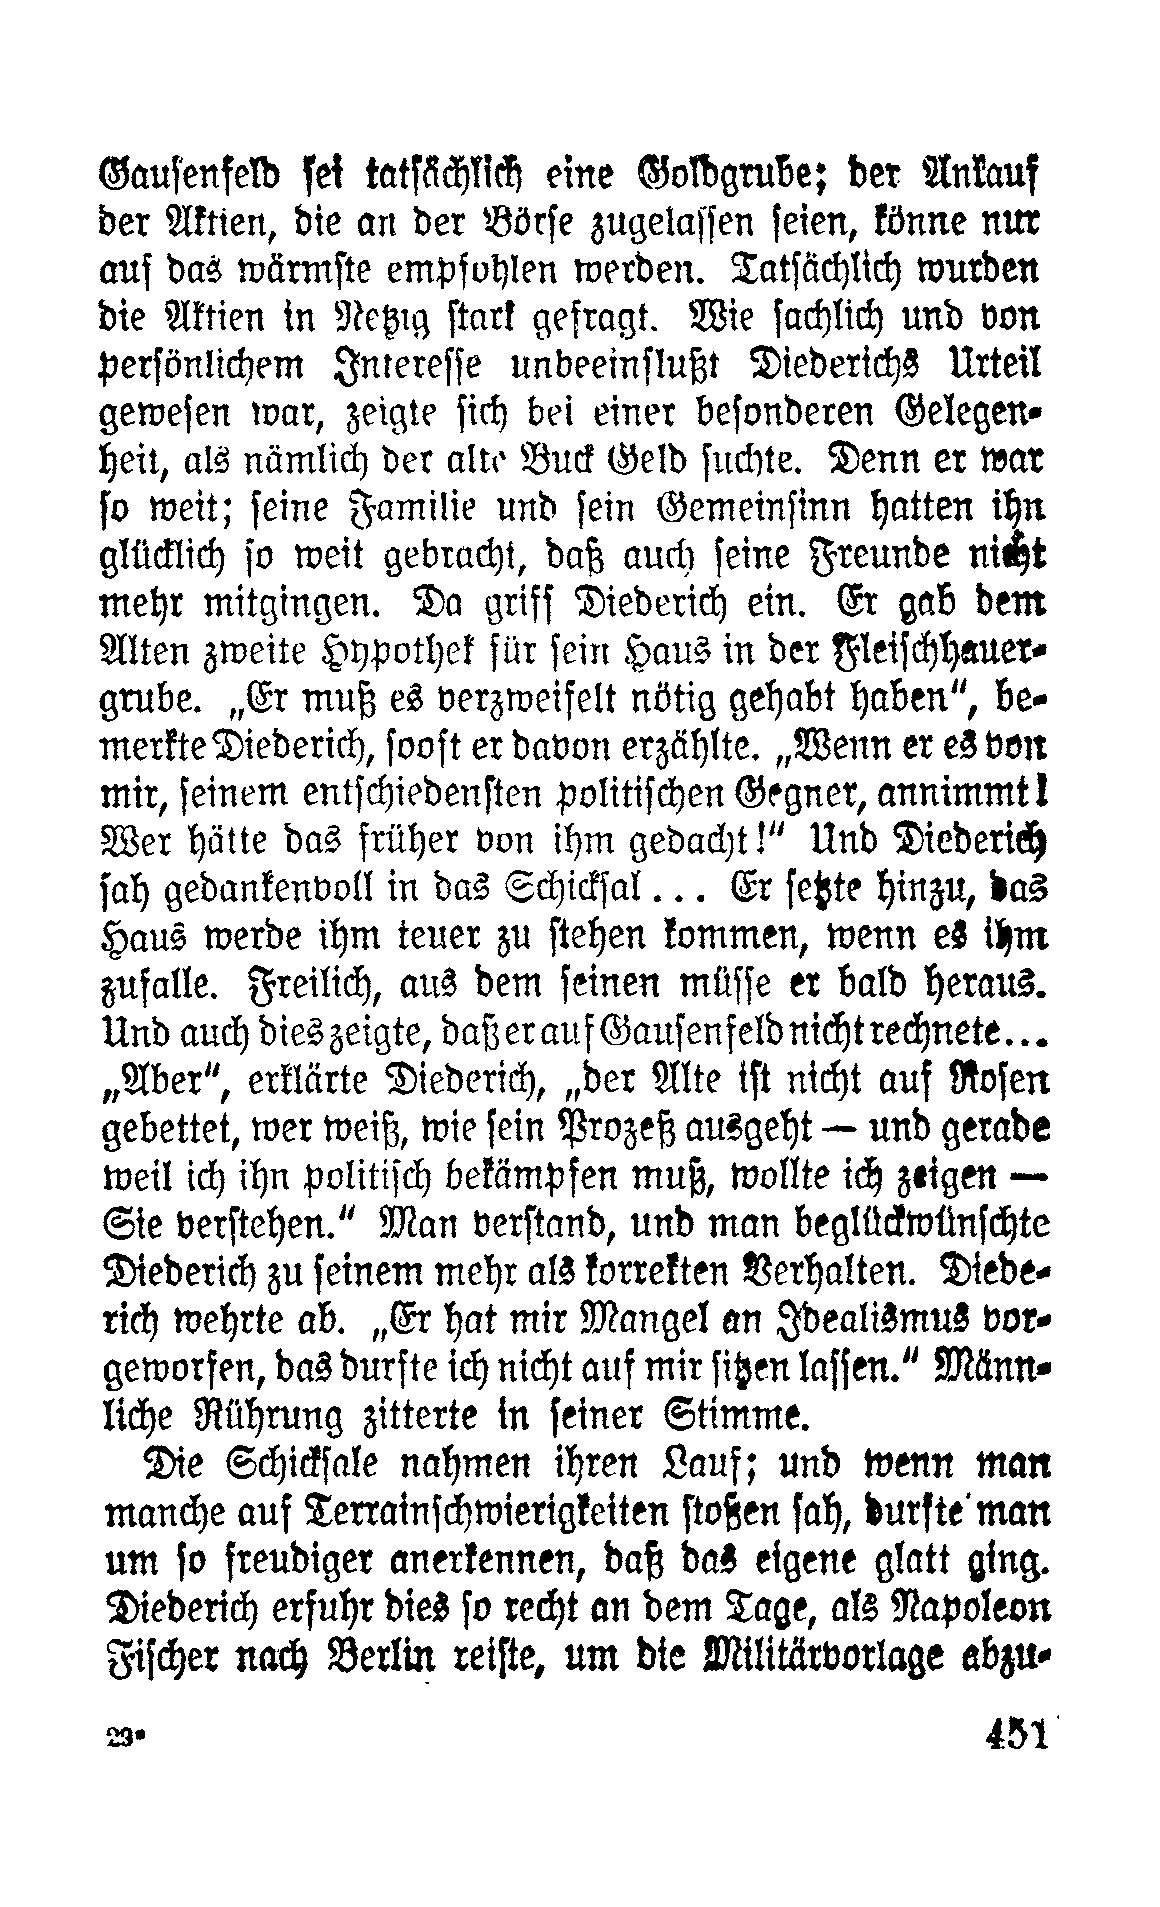 Gausenfeld sei tatsächlich eine Goldgrube; der Ankauf
der Aktien, die an der Börse zugelassen seien, könne nur
auf das wärmste empfohlen werden. Tatsächlich wurden
die Aktien in Netzig stark gefragt. Wie sachlich und von
persönlichem Interesse unbeeinflußt Diederichs Urteil
gewesen war, zeigte sich bei einer besonderen Gelegen-
heit, als nämlich der alte Buck Geld suchte. Denn er war
so weit; seine Familie und sein Gemeinsinn hatten ihn
glücklich so weit gebracht, daß auch seine Freunde nicht
mehr mitgingen. Da griff Diederich ein. Er gab dem
Alten zweite Hypothek für sein Haus in der Fleischhauer-
grube. „Er muß es verzweifelt nötig gehabt haben“, be-
merkte Diederich, sooft er davon erzählte. „Wenn er es von
mir, seinem entschiedensten politischen Gegner, annimmt!
Wer hätte das früher von ihm gedacht!“ Und Diederich
sah gedankenvoll in das Schicksal... Er setzte hinzu, das
Haus werde ihm teuer zu stehen kommen, wenn es ihm
zufalle. Freilich, aus dem seinen müsse er bald heraus.
Und auch dies zeigte, daß er auf Gausenfeld nicht rechnete...
„Aber“, erklärte Diederich, „der Alte ist nicht auf Rosen
gebettet, wer weiß, wie sein Prozeß ausgeht — und gerade
weil ich ihn politisch bekämpfen muß, wollte ich zeigen —
Sie verstehen.“ Man verstand, und man beglückwünschte
Diederich zu seinem mehr als korrekten Verhalten. Diede-
rich wehrte ab. „Er hat mir Mangel an Idealismus vor-
geworfen, das durfte ich nicht auf mir sitzen lassen.“ Männ-
liche Rührung zitterte in seiner Stimme.
Die Schicksale nahmen ihren Lauf; und wenn man
manche auf Terrainschwierigkeiten stoßen sah, durfte man
um so freudiger anerkennen, daß das eigene glatt ging.
Diederich erfuhr dies so recht an dem Tage, als Napoleon
Fischer nach Berlin reiste, um die Militärvorlage abzu-
29*
451